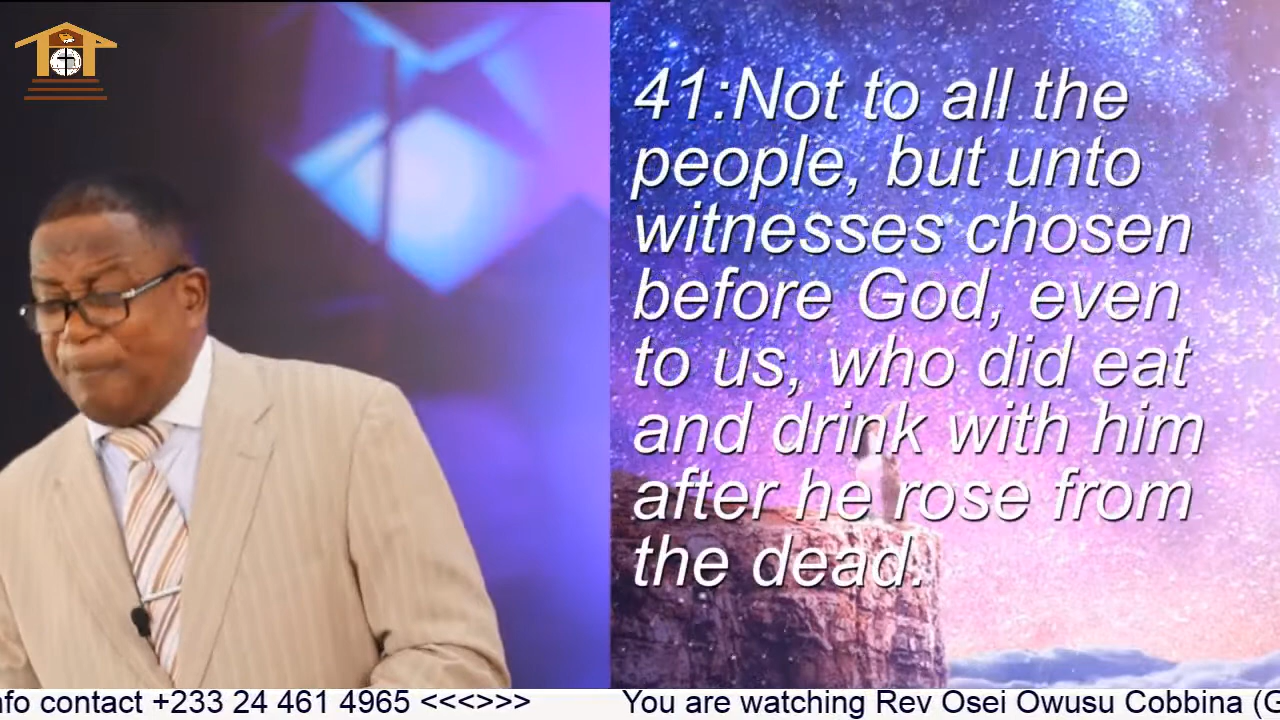 41:Not to all the
people, but unto
witnesses chosen
before God, even
to us, who did eat
and drink with him
after he rose from
the dead.
nfo contact +233 24 461 4965 <<<>>> You are watching Rev Osei Owusu Cobbina (G